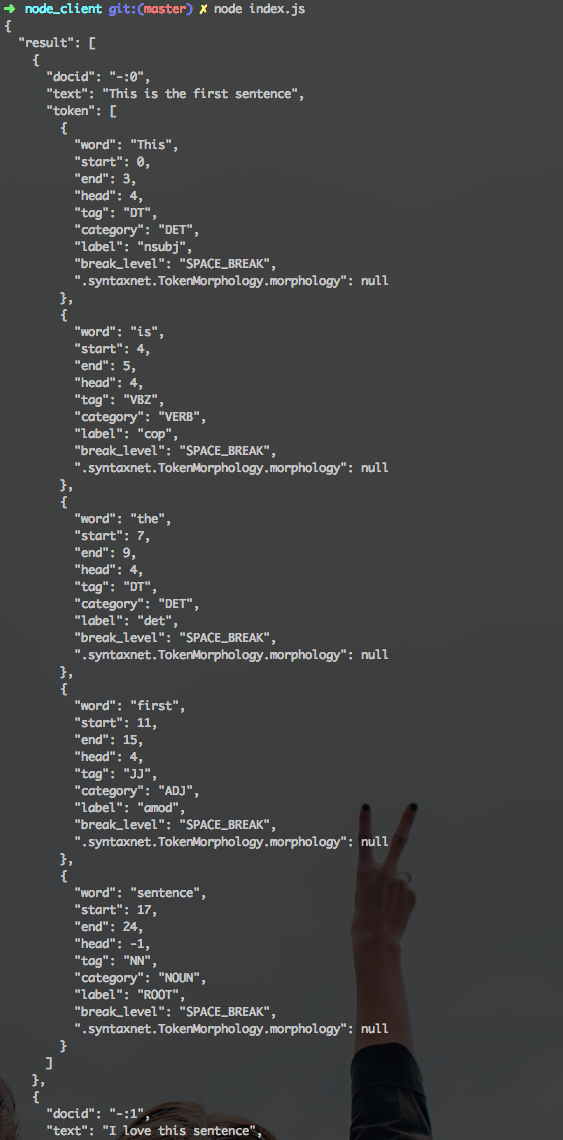 ➜ node_client git:(master) ✗ node index.js
{
  "result": [
    {
      "docid": "-:0",
      "text": "This is the first sentence",
      "token": [
        {
          "word": "This",
          "start": 0,
          "end": 3,
          "head": 4,
          "tag": "DT",
          "category": "DET",
          "label": "nsubj",
          "break_level": "SPACE_BREAK",
          ".syntaxnet.TokenMorphology.morphology": null
        },
        {
          "word": "is",
          "start": 4,
          "end": 5,
          "head": 4,
          "tag": "VBZ",
          "category": "VERB",
          "label": "cop",
          "break_level": "SPACE_BREAK",
          ".syntaxnet.TokenMorphology.morphology": null
        },
        {
          "word": "the",
          "start": 7,
          "end": 9,
          "head": 4,
          "tag": "DT",
          "category": "DET",
          "label": "det",
          "break_level": "SPACE_BREAK",
          ".syntaxnet.TokenMorphology.morphology": null
        },
        {
          "word": "first",
          "start": 11,
          "end": 15,
          "head": 4,
          "tag": "JJ",
          "category": "ADJ",
          "label": "amod",
          "break_level": "SPACE_BREAK",
          ".syntaxnet.TokenMorphology.morphology": null
        },
        {
          "word": "sentence",
          "start": 17,
          "end": 24,
          "head": -1,
          "tag": "NN",
          "category": "NOUN",
          "label": "ROOT",
          "break_level": "SPACE_BREAK",
          ".syntaxnet.TokenMorphology.morphology": null
        }
      ]
    },
    {
      "docid": "-:1",
      "text": "I love this sentence",